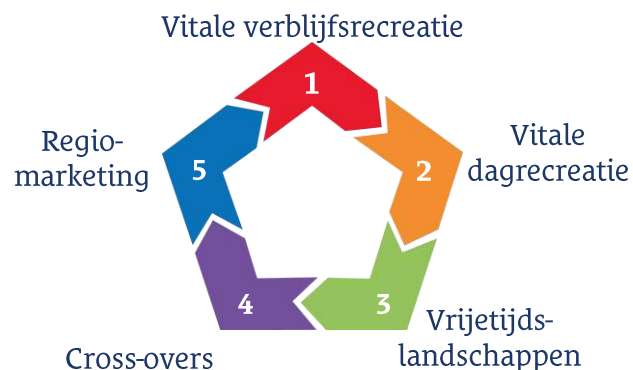 Vitale verblijfsrecreatie
1
Vitale
dagrecreatie
2
Vrijetijds-
landschappen
3
Cross-overs
4
Regio-
marketing
5